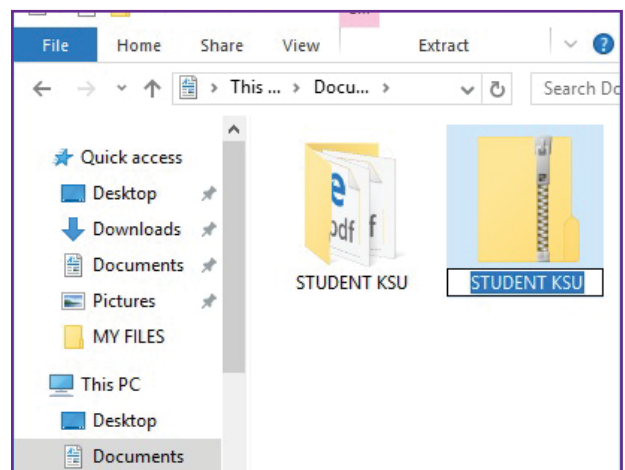 File Home Share View Extract ?
This ... > Docu... > Search Do
Quick access
Desktop
Downloads
Documents
Pictures
MY FILES
This PC
Desktop
Documents
e
pdf f
STUDENT KSU
STUDENT KSU